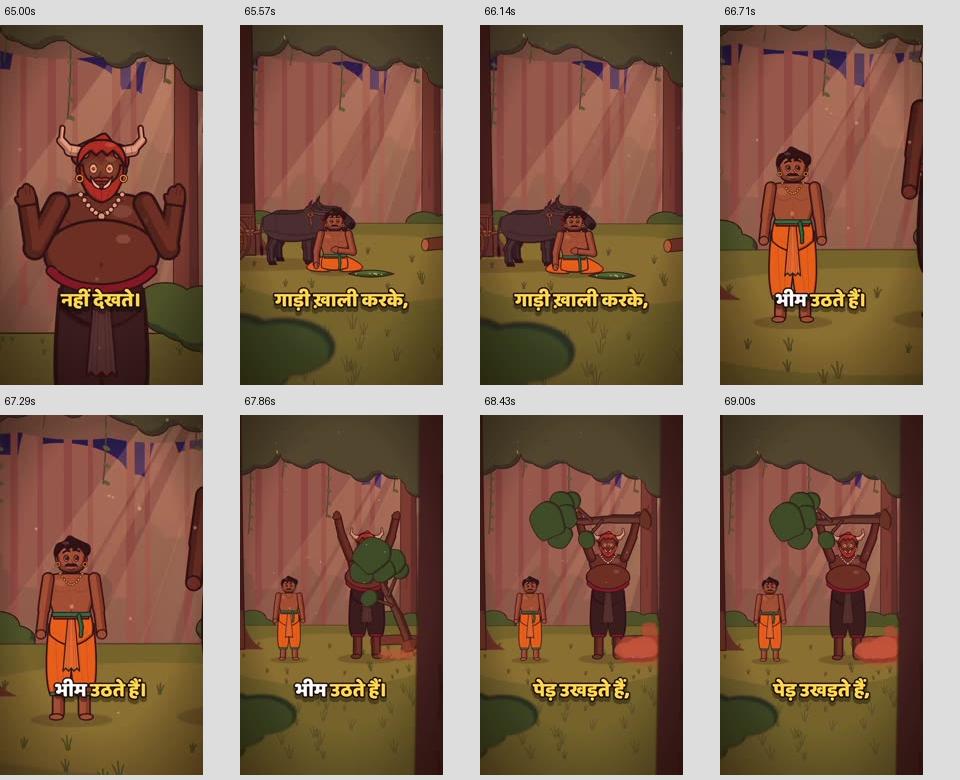 65.00s
65.57s
66.14s
66.71s
नहीं देखते।
गाड़ी ख़ाली करके,
गाड़ी ख़ाली करके,
भीम उठते हैं।
67.29s
67.86s
68.43s
69.00s
भीम उठते हैं।
भीम उठते हैं।
पेड़ उखड़ते हैं,
पेड़ उखड़ते हैं,